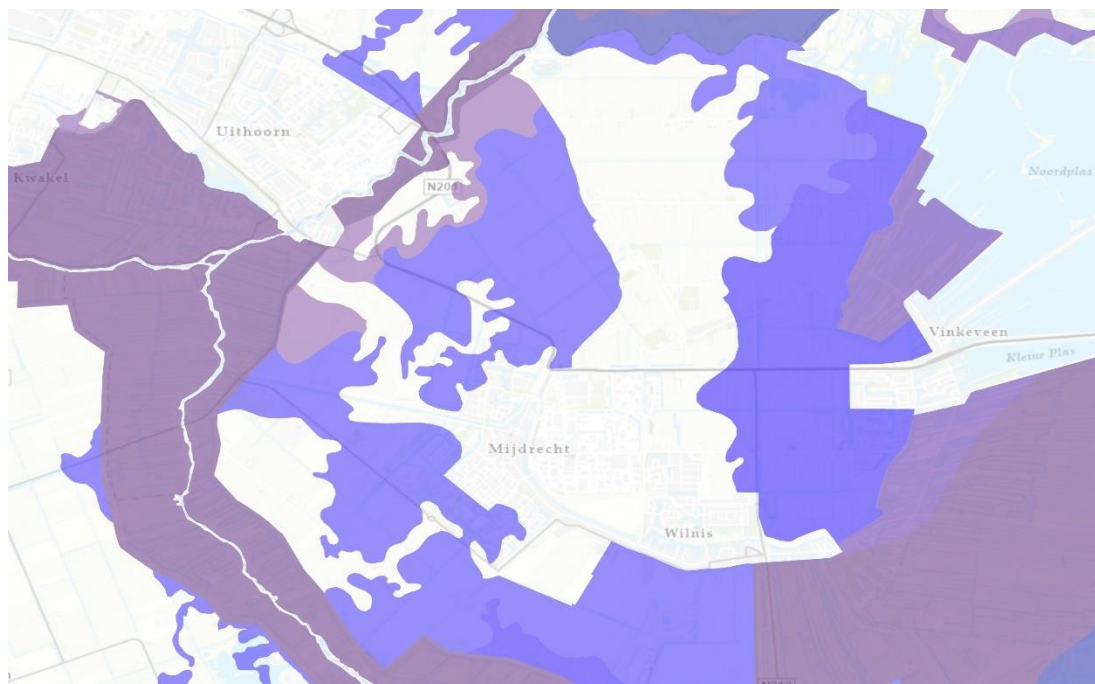 Uithoorn
Kwakel
N201
Noordplas
Vinkeveen
Kleine Plas
Mijdrecht
Wilnis